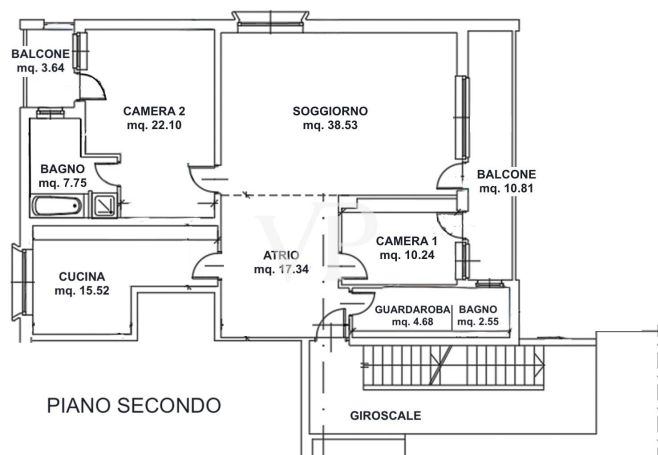 BALCONE
mq. 3.64
CAMERA 2
mq. 22.10
SOGGIORNO
mq. 38.53
BAGNO
mq. 7.75
BALCONE
mq. 10.81
VP
ATRIO
mq. 17.34
CAMERA 1
mq. 10.24
CUCINA
mq. 15.52
GUARDAROBA
mq. 4.68
BAGNO
mq. 2.55
PIANO SECONDO
GIROSCALE